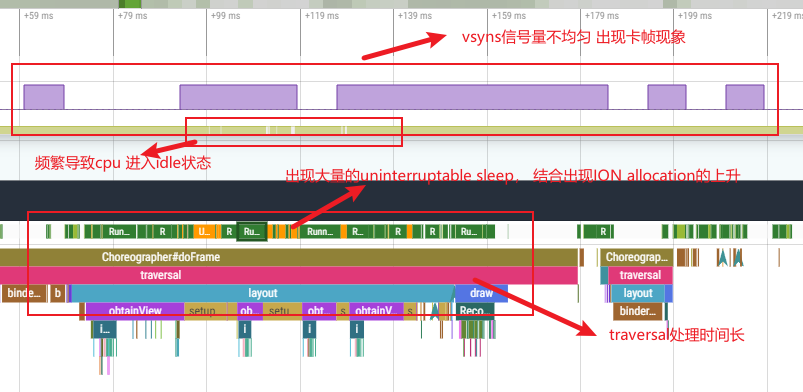 +59 ms +79 ms +99 ms +119 ms +139 ms +159 ms +179 ms +199 ms +219 ms
vsyns信号量不均匀 出现卡帧现象
频繁导致cpu 进入idle状态
出现大量的uninterruptable sleep， 结合出现ION allocation的上升
Run... R U... R Ru... Runn... R R R Ru... R
Choreographer#doFrame Choreograp...
traversal traversal
binde... b layout draw layout
obtainView setup ob setu obt... s obtainV... s Reco... binder...
i... i i i
traversal处理时间长